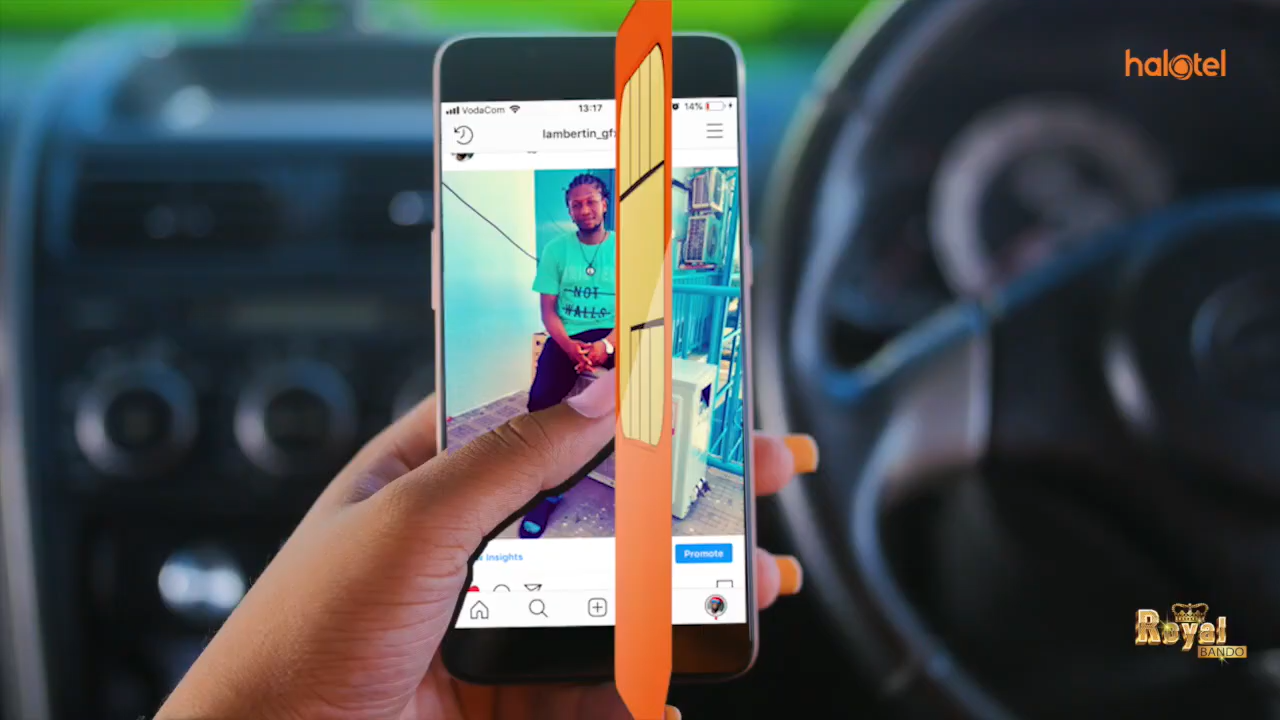 halotel
VodaCom
13:17
14%
lambertin_gf
NOT
WALLS
Insights
Promote
Royal
BANDO